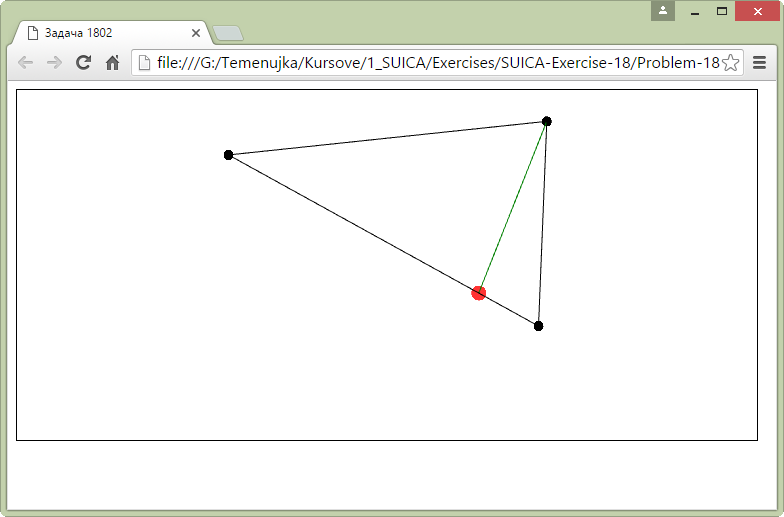 Задача 1802
file:///G:/Temenujka/Kursove/1_SUICA/Exercises/SUICA-Exercise-18/Problem-18